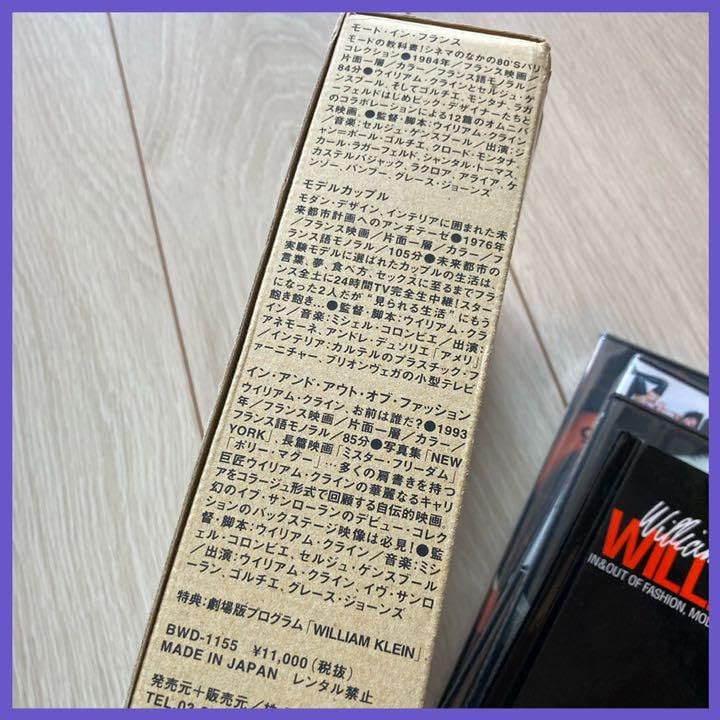 モード・イン・フランス
モードの教科書!シネマのなかの80'Sパリ
コレクション●1984年／フランス映画／
片面一層／カラー／フランス語モノラル／
84分●ウイリアム・クラインとセルジュ・ゲ
ンスブール、そしてゴルチエ、モンタナ、ラガ
ーフェルドはじめビック・デザイナーたちと
のコラボレーションによる12篇のオムニバ
ス映画。●監督・脚本:ウイリアム・クライン
／音楽:セルジュ・ゲンスブール／出演:ジ
ャン=ポール・ゴルチエ、クロード・モンタナ、
カール・ラガーフェルド、シャンタル・トーマス、
カステルバジャック、ラクロア、アライア、ケ
ンゾー、バンブー、グレース・ジョーンズ
モデルカップル
モダン・デザイン、インテリアに囲まれた未
来都市計画へのアンチテーゼ●1976年
／フランス映画／片面一層／カラー／フ
ランス語モノラル／105分●未来都市の
実験モデルに選ばれたカップルの生活は、
言葉、夢、食べ方、セックスに至るまでフラ
ンス全土に24時間TV完全生中継!スター
になった2人だが“見られる生活”にもう
飽き飽き…●監督・脚本:ウイリアム・クラ
イン／音楽:ミシェル・コロンビエ／出演:
アネモーネ、アンドレ・デュソリエ「アメリ」
／インテリア:カルテルのプラスチック・フ
ァーニチャー、ブリオンヴェガの小型テレビ
イン・アンド・アウト・オブ・ファッション
ウイリアム・クライン、お前は誰だ?●1993
年／フランス映画／片面一層／カラー／
フランス語モノラル／85分●写真集「NEW
YORK」、長篇映画「ミスター・フリーダム」
「ポリー・マグー」…多くの肩書きを持つ
巨匠ウイリアム・クラインの華麗なるキャリ
アをコラージュ形式で回顧する自伝的映画。
幻のイブ・サンローランのデビュー・コレク
ションのバックステージ映像は必見!●監
督・脚本:ウイリアム・クライン／音楽:ミシ
ェル・コロンビエ、セルジュ・ゲンスブール
／出演:ウイリアム・クライン、イヴ・サンロ
ーラン、ゴルチエ、グレース・ジョーンズ
特典:劇場版プログラム「WILLIAM KLEIN」
BWD-1155 ¥11,000(税抜)
MADE IN JAPAN レンタル禁止
発売元＋販売元／株
TEL 03
William
WILL
IN&OUT OF FASHION, MOD